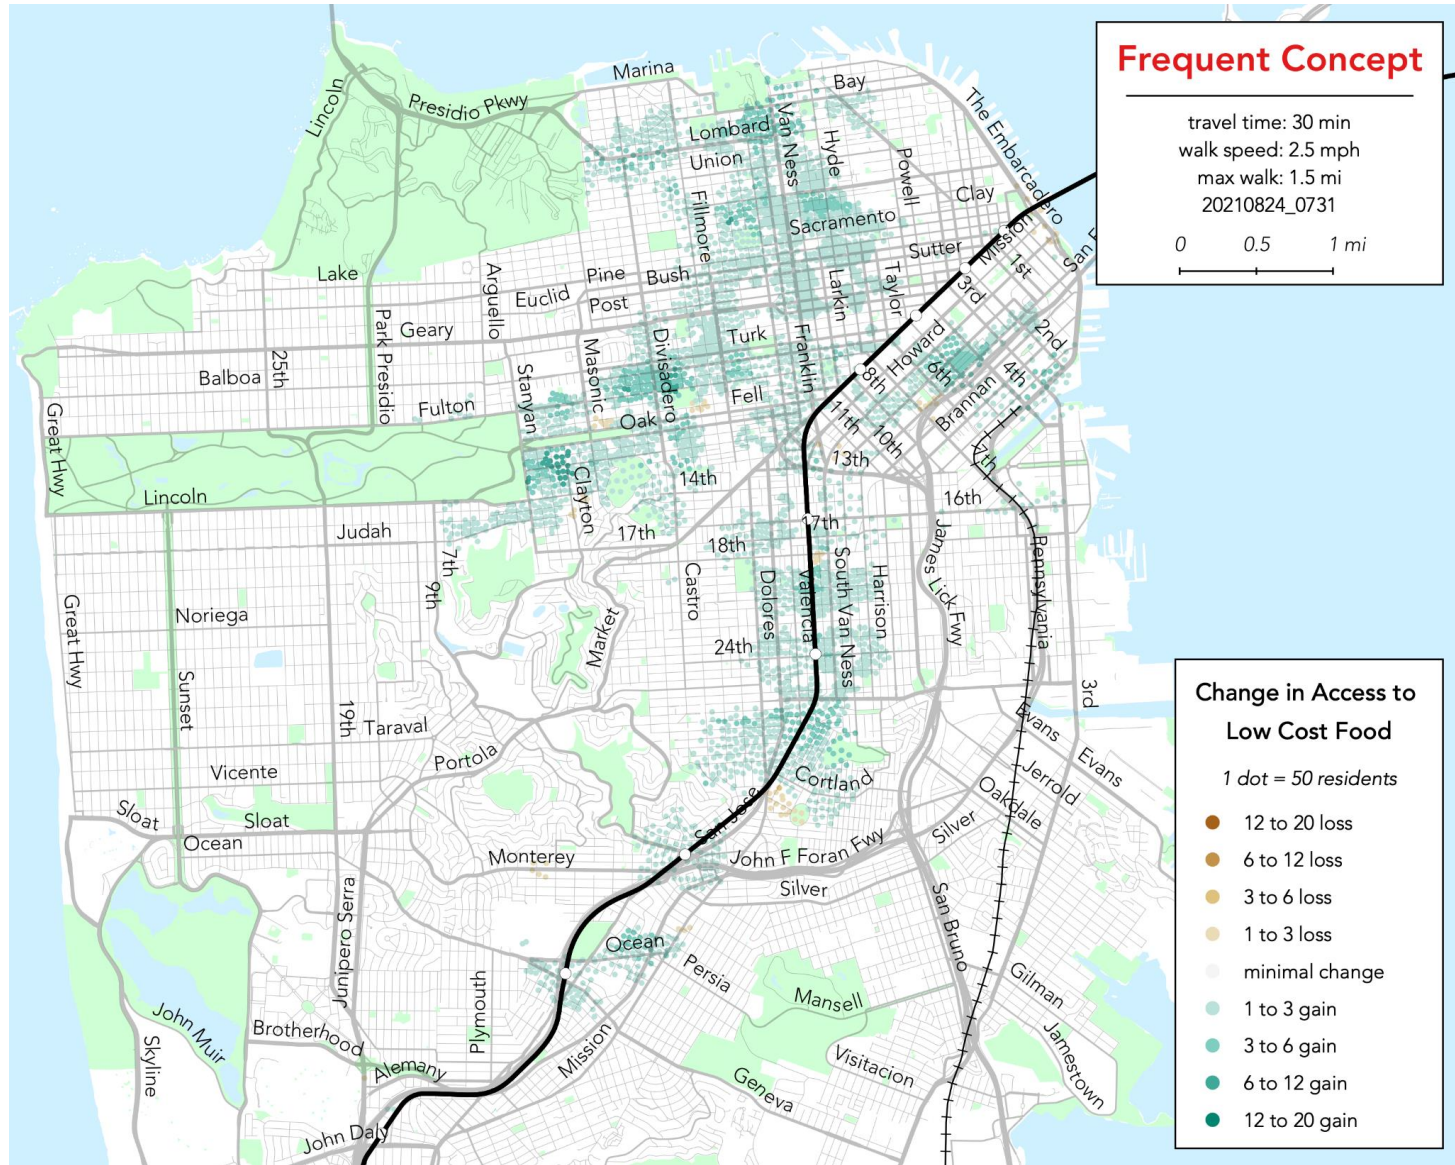 Frequent Concept
travel time: 30 min
walk speed: 2.5 mph
max walk: 1.5 mi
20210824_0731
0 0.5 1 mi
Marina
Bay
Presidio Pkwy
Lincoln
Lombard
Van Ness
The Embarcadero
Union
Hyde
Powell
Clay
Fillmore
Sacramento
Mission
San F
Sutter
1st
Lake
Arguello
Pine
Bush
Larkin
Taylor
3rd
Euclid
Post
Geary
Park Presidio
Turk
Franklin
Howard
2nd
25th
Balboa
Stanyan
Masonic
Divisadero
8th
6th
4th
Great Hwy
Fulton
Oak
Fell
11th
10th
Brannan
13th
7th
Lincoln
Clayton
14th
16th
Judah
17th
17th
7th
18th
James Lick Fwy
Pennsylvania
9th
Castro
Dolores
Valencia
South Van Ness
Harrison
Great Hwy
Noriega
Market
24th
Sunset
19th
Taraval
3rd
Evans
Portola
Vicente
Cortland
Jerrold
Evans
Oakdale
Sloat
Sloat
San Jose
Silver
Ocean
Monterey
John F Foran Fwy
Silver
Junipero Serra
San Bruno
Ocean
Persia
Plymouth
Mansell
Gilman
John Muir
Brotherhood
Skyline
Alemany
Mission
Visitacion
Jamestown
Geneva
John Daly
Change in Access to
Low Cost Food
1 dot = 50 residents
12 to 20 loss
6 to 12 loss
3 to 6 loss
1 to 3 loss
minimal change
1 to 3 gain
3 to 6 gain
6 to 12 gain
12 to 20 gain